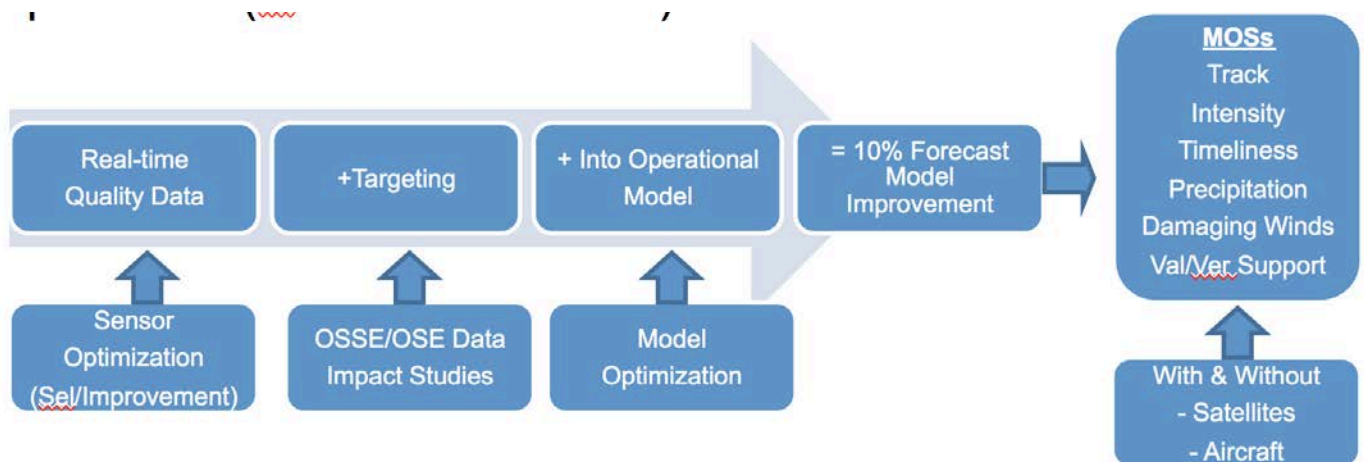 Real-time
Quality Data
+Targeting
+ Into Operational
Model
= 10% Forecast
Model
Improvement
MOSs
Track
Intensity
Timeliness
Precipitation
Damaging Winds
Val/Ver Support
Sensor
Optimization
(Sel/Improvement)
OSSE/OSE Data
Impact Studies
Model
Optimization
With & Without
- Satellites
- Aircraft